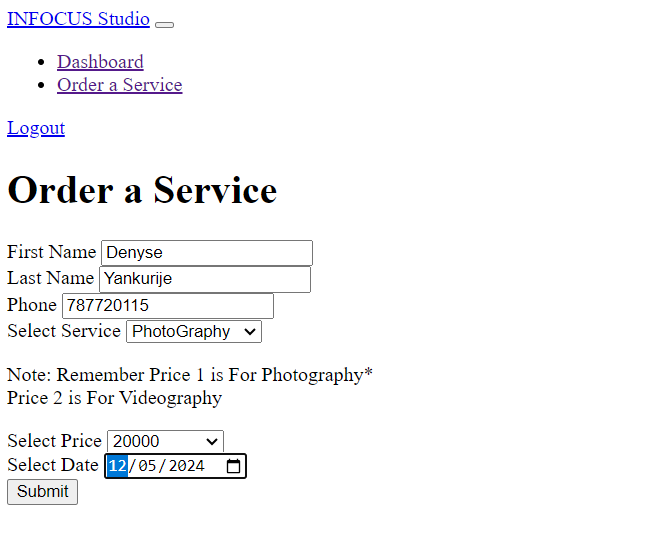 INFOCUS Studio
Dashboard
Order a Service
Logout
Order a Service
First Name Denyse
Last Name Yankurije
Phone 787720115
Select Service PhotoGraphy
Note: Remember Price 1 is For Photography*
Price 2 is For Videography
Select Price 20000
Select Date 12/05/2024
Submit